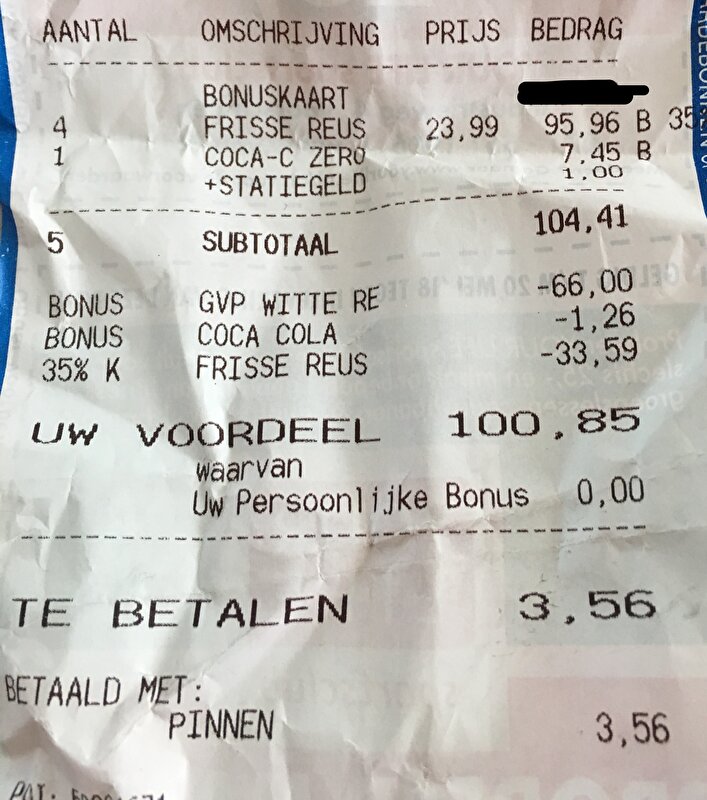 AANTAL OMSCHRIJVING PRIJS BEDRAG
BONUSKAART
4 FRISSE REUS 23,99 95,96 B 35
1 COCA-C ZERO 7,45 B
+STATIEGELD 1,00
5 SUBTOTAAL 104,41
BONUS GVP WITTE RE -66,00
BONUS COCA COLA -1,26
35% K FRISSE REUS -33,59
UW VOORDEEL 100,85
waarvan
Uw Persoonlijke Bonus 0,00
TE BETALEN 3,56
BETAALD MET:
PINNEN 3,56